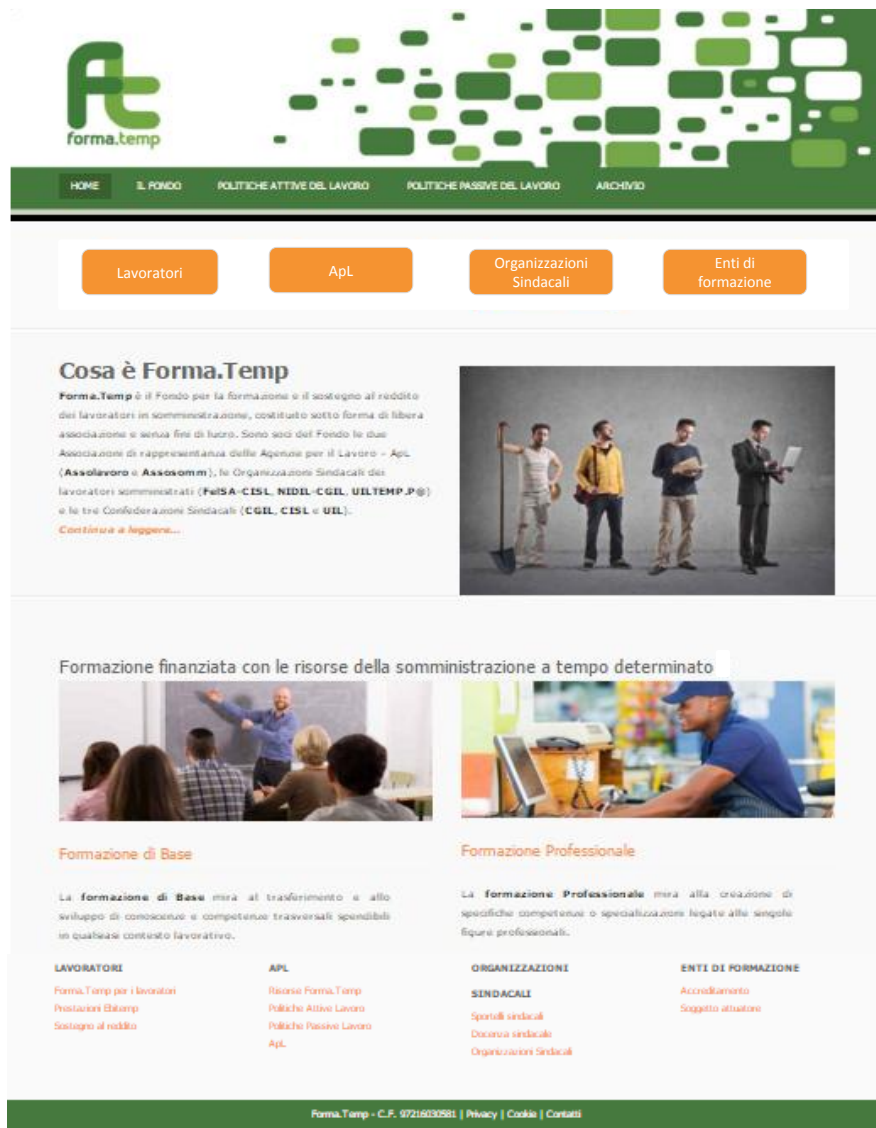 forma.temp
HOME IL FONDO POLITICHE ATTIVE DEL LAVORO POLITICHE PASSIVE DEL LAVORO ARCHIVIO
Lavoratori
ApL
Organizzazioni
Sindacali
Enti di
formazione
Cosa è Forma.Temp
Forma.Temp è il Fondo per la formazione e il sostegno al reddito
dei lavoratori in somministrazione, costituito sotto forma di libera
associazione e senza fini di lucro. Sono soci del Fondo le due
Associazioni di rappresentanza delle Agenzie per il Lavoro – ApL
(Assolavoro e Assosomm), le Organizzazioni Sindacali dei
lavoratori somministrati (FelSA-CISL, NIDIL-CGIL, UILTEMP.P@)
e le tre Confederazioni Sindacali (CGIL, CISL e UIL).
Continua a leggere...
Formazione finanziata con le risorse della somministrazione a tempo determinato
Formazione di Base
La formazione di Base mira al trasferimento e allo
sviluppo di conoscenze e competenze trasversali spendibili
in qualsiasi contesto lavorativo.
Formazione Professionale
La formazione Professionale mira alla creazione di
specifiche competenze o specializzazioni legate alle singole
figure professionali.
LAVORATORI
Forma.Temp per i lavoratori
Prestazioni Ebitemp
Sostegno al reddito
APL
Risorse Forma.Temp
Politiche Attive Lavoro
Politiche Passive Lavoro
ApL
ORGANIZZAZIONI
SINDACALI
Sportelli sindacali
Docenza sindacale
Organizzazioni Sindacali
ENTI DI FORMAZIONE
Accreditamento
Soggetto attuatore
Forma.Temp - C.F. 97216030581 | Privacy | Cookie | Contatti